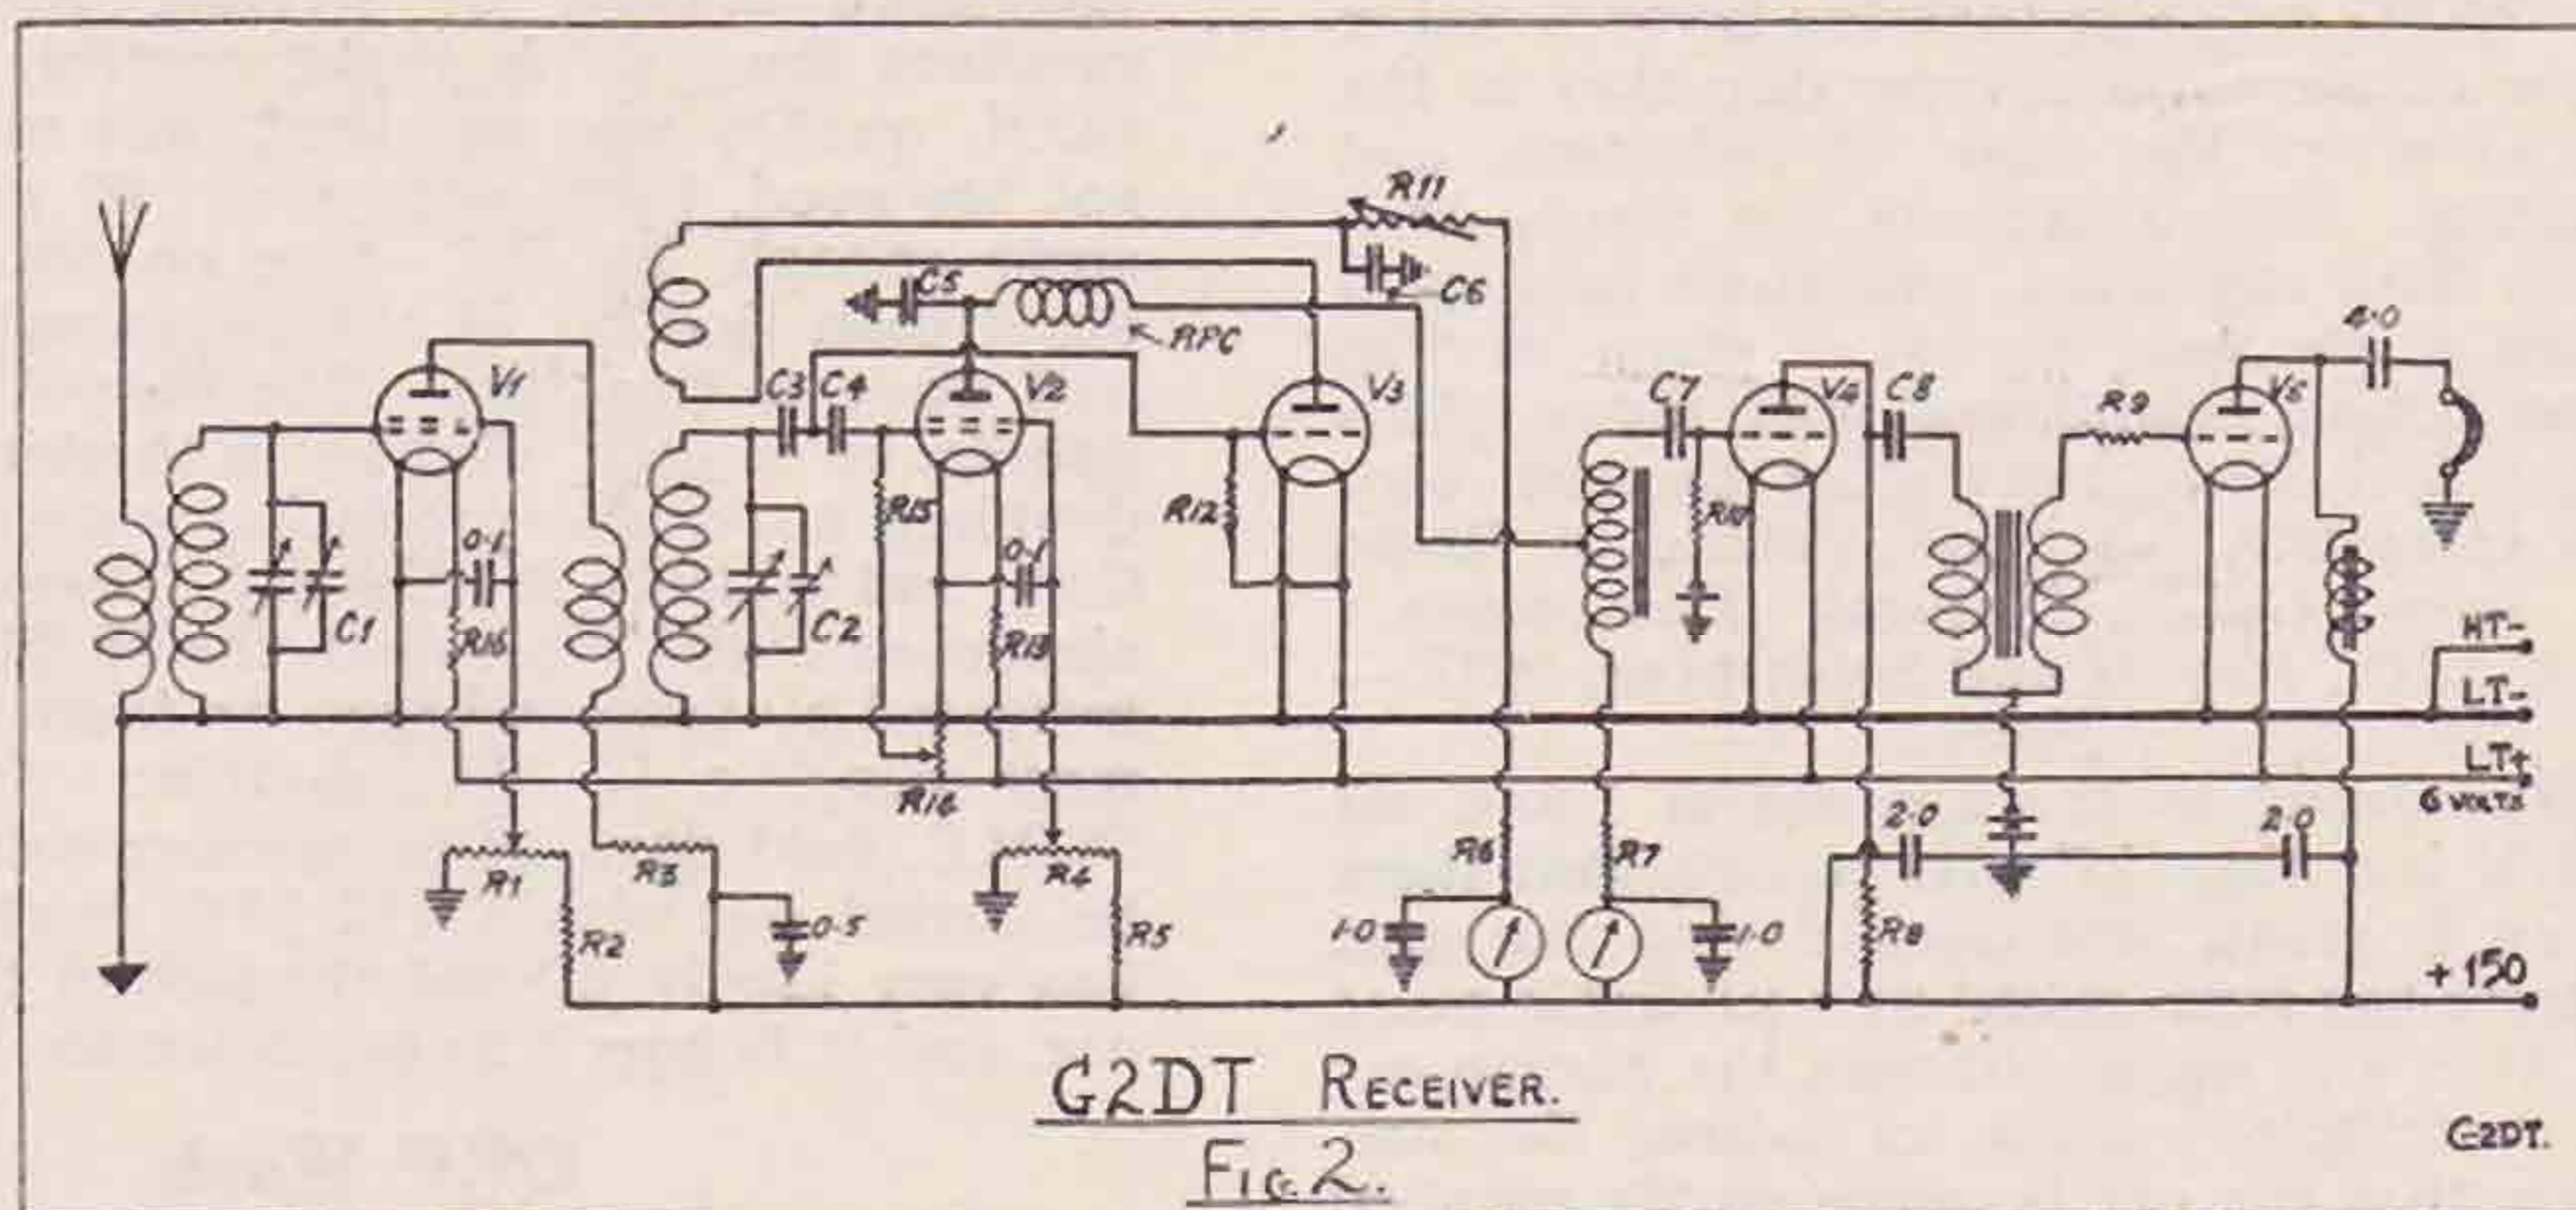 R11
C5
C6
RFC
4.0
V1
C3
C4
V2
V3
C7
V4
C8
R9
V5
R15
R12
R10
0.1
0.1
C1
R16
C2
R13
HT-
LT-
LT+
6 VOLTS
R14
2.0
2.0
R1
R3
R4
R6
R7
R2
0.5
R5
1.0
1.0
R8
+150
G2DT RECEIVER.
FIG. 2.
G2DT.